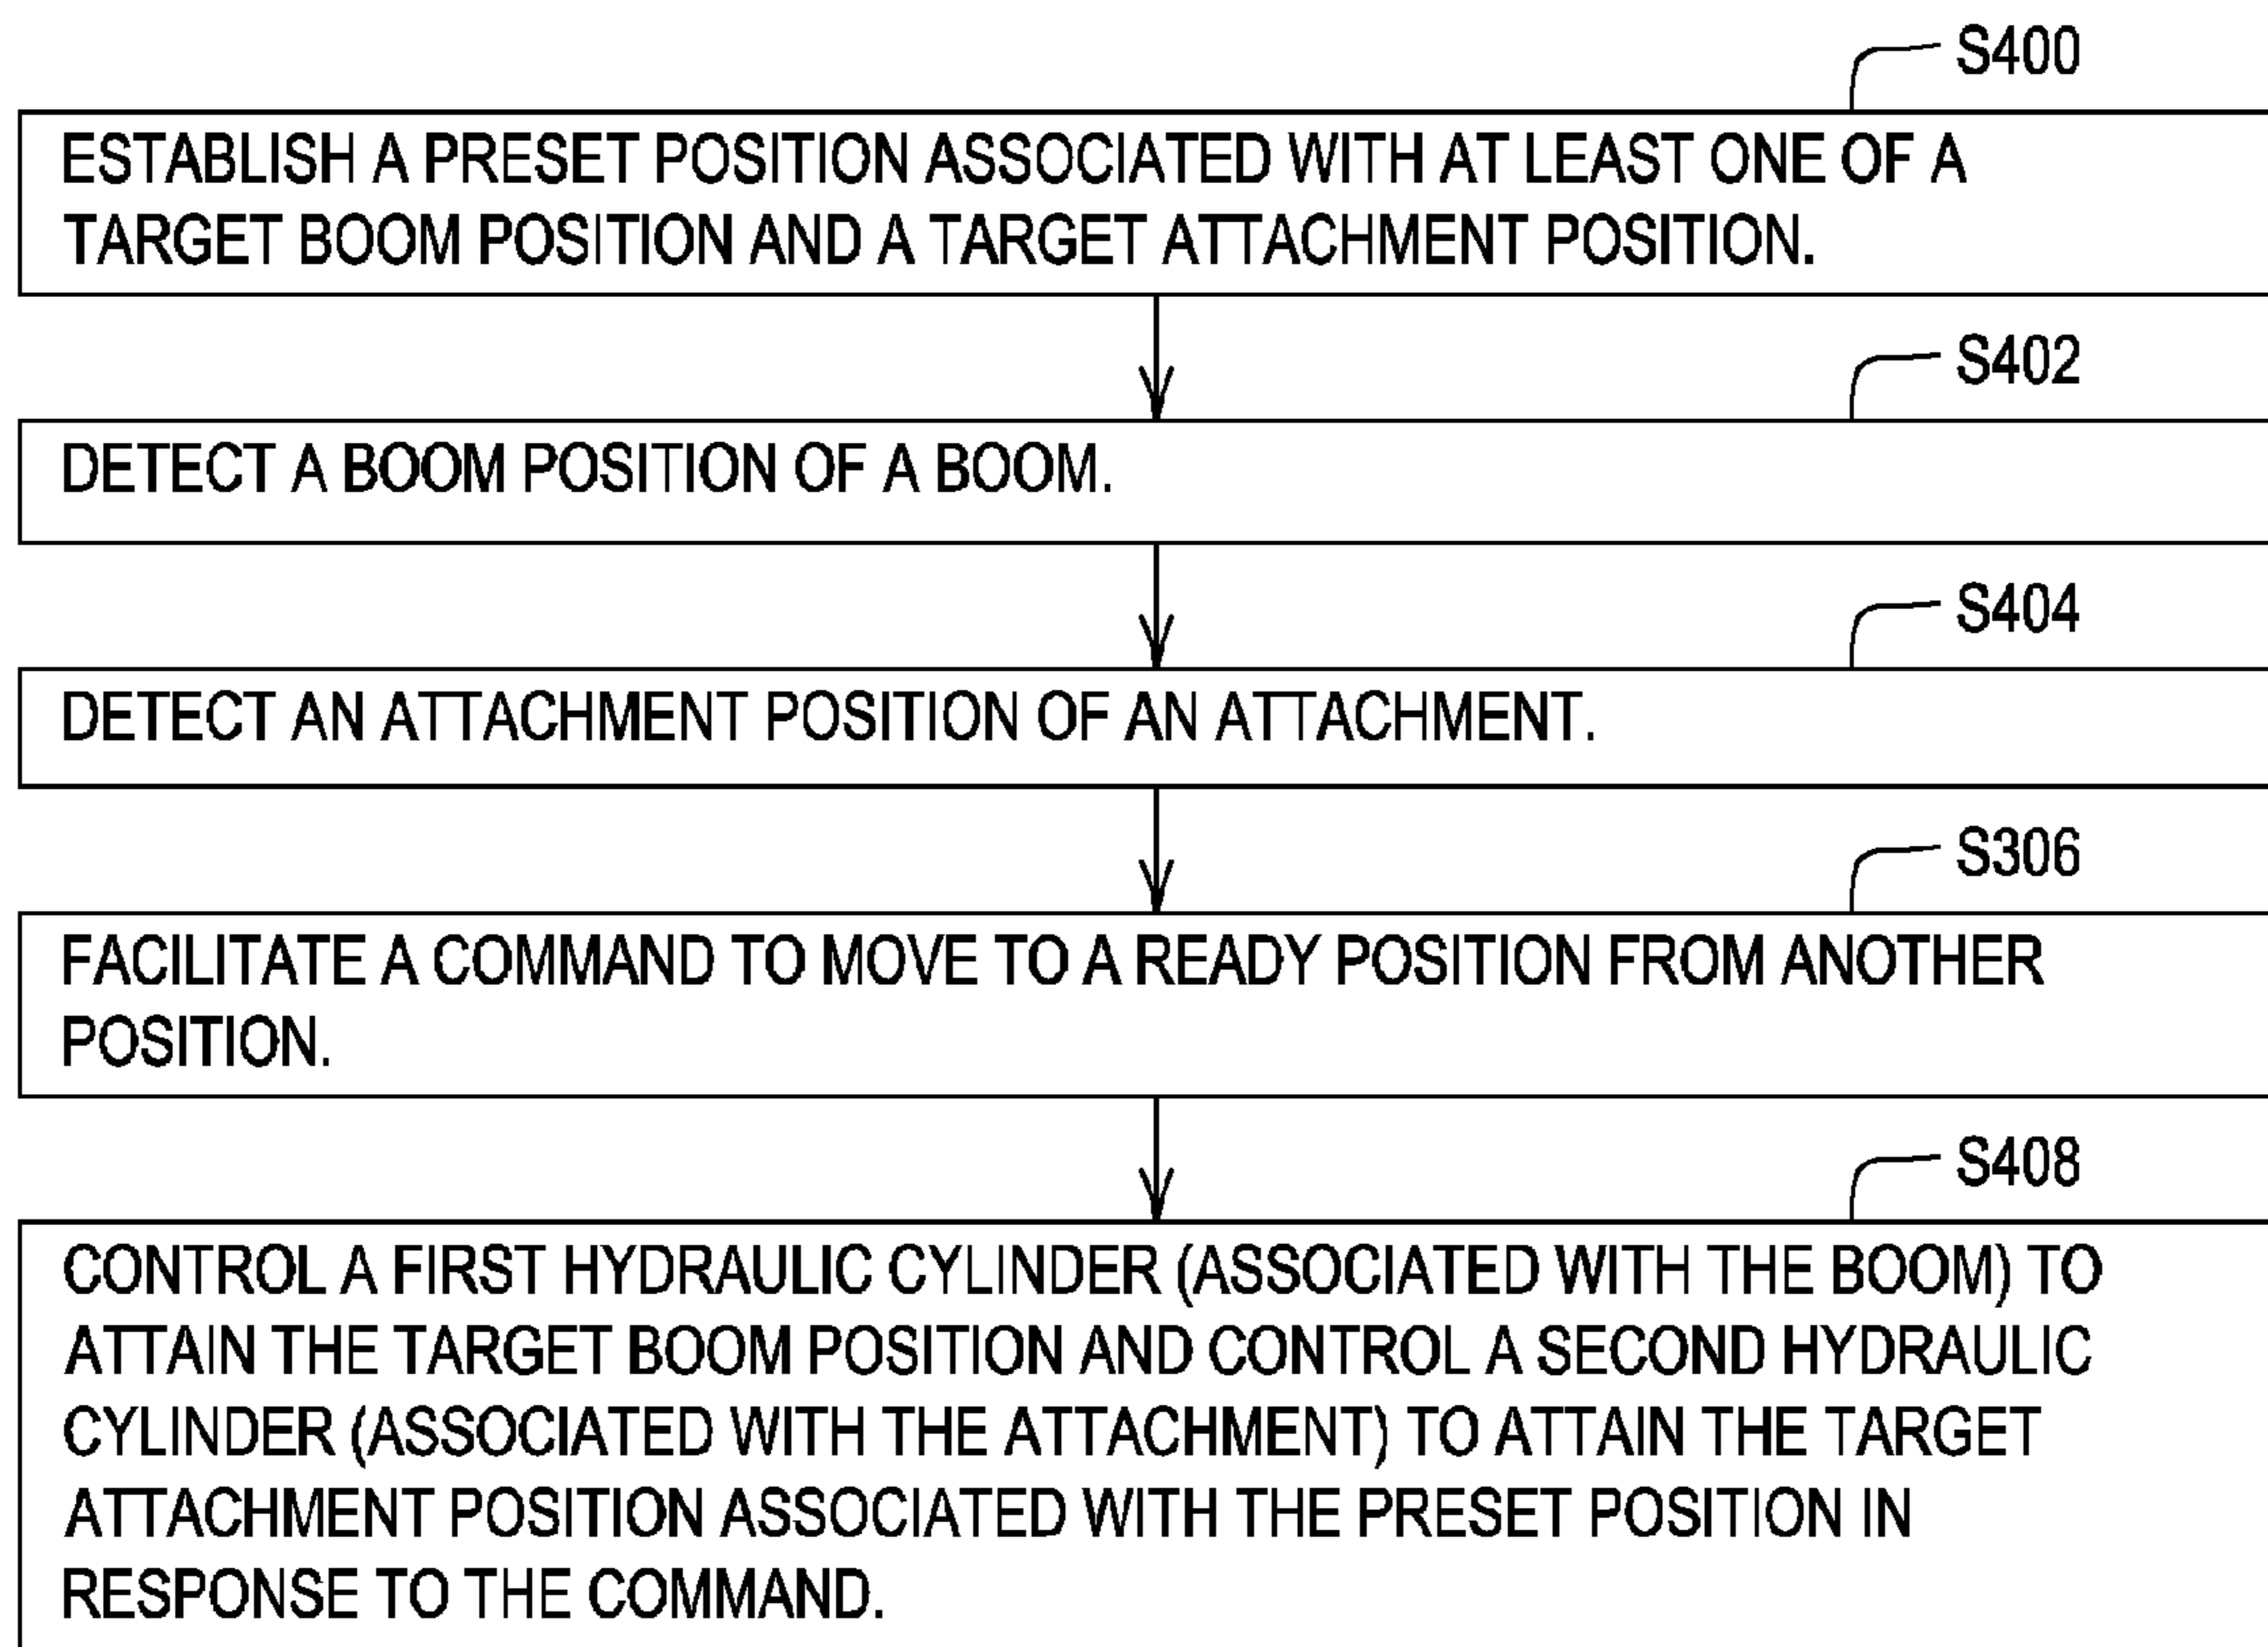 S400
ESTABLISH A PRESET POSITION ASSOCIATED WITH AT LEAST ONE OF A
TARGET BOOM POSITION AND A TARGET ATTACHMENT POSITION.
S402
DETECT A BOOM POSITION OF A BOOM.
S404
DETECT AN ATTACHMENT POSITION OF AN ATTACHMENT.
S306
FACILITATE A COMMAND TO MOVE TO A READY POSITION FROM ANOTHER
POSITION.
S408
CONTROL A FIRST HYDRAULIC CYLINDER (ASSOCIATED WITH THE BOOM) TO
ATTAIN THE TARGET BOOM POSITION AND CONTROL A SECOND HYDRAULIC
CYLINDER (ASSOCIATED WITH THE ATTACHMENT) TO ATTAIN THE TARGET
ATTACHMENT POSITION ASSOCIATED WITH THE PRESET POSITION IN
RESPONSE TO THE COMMAND.